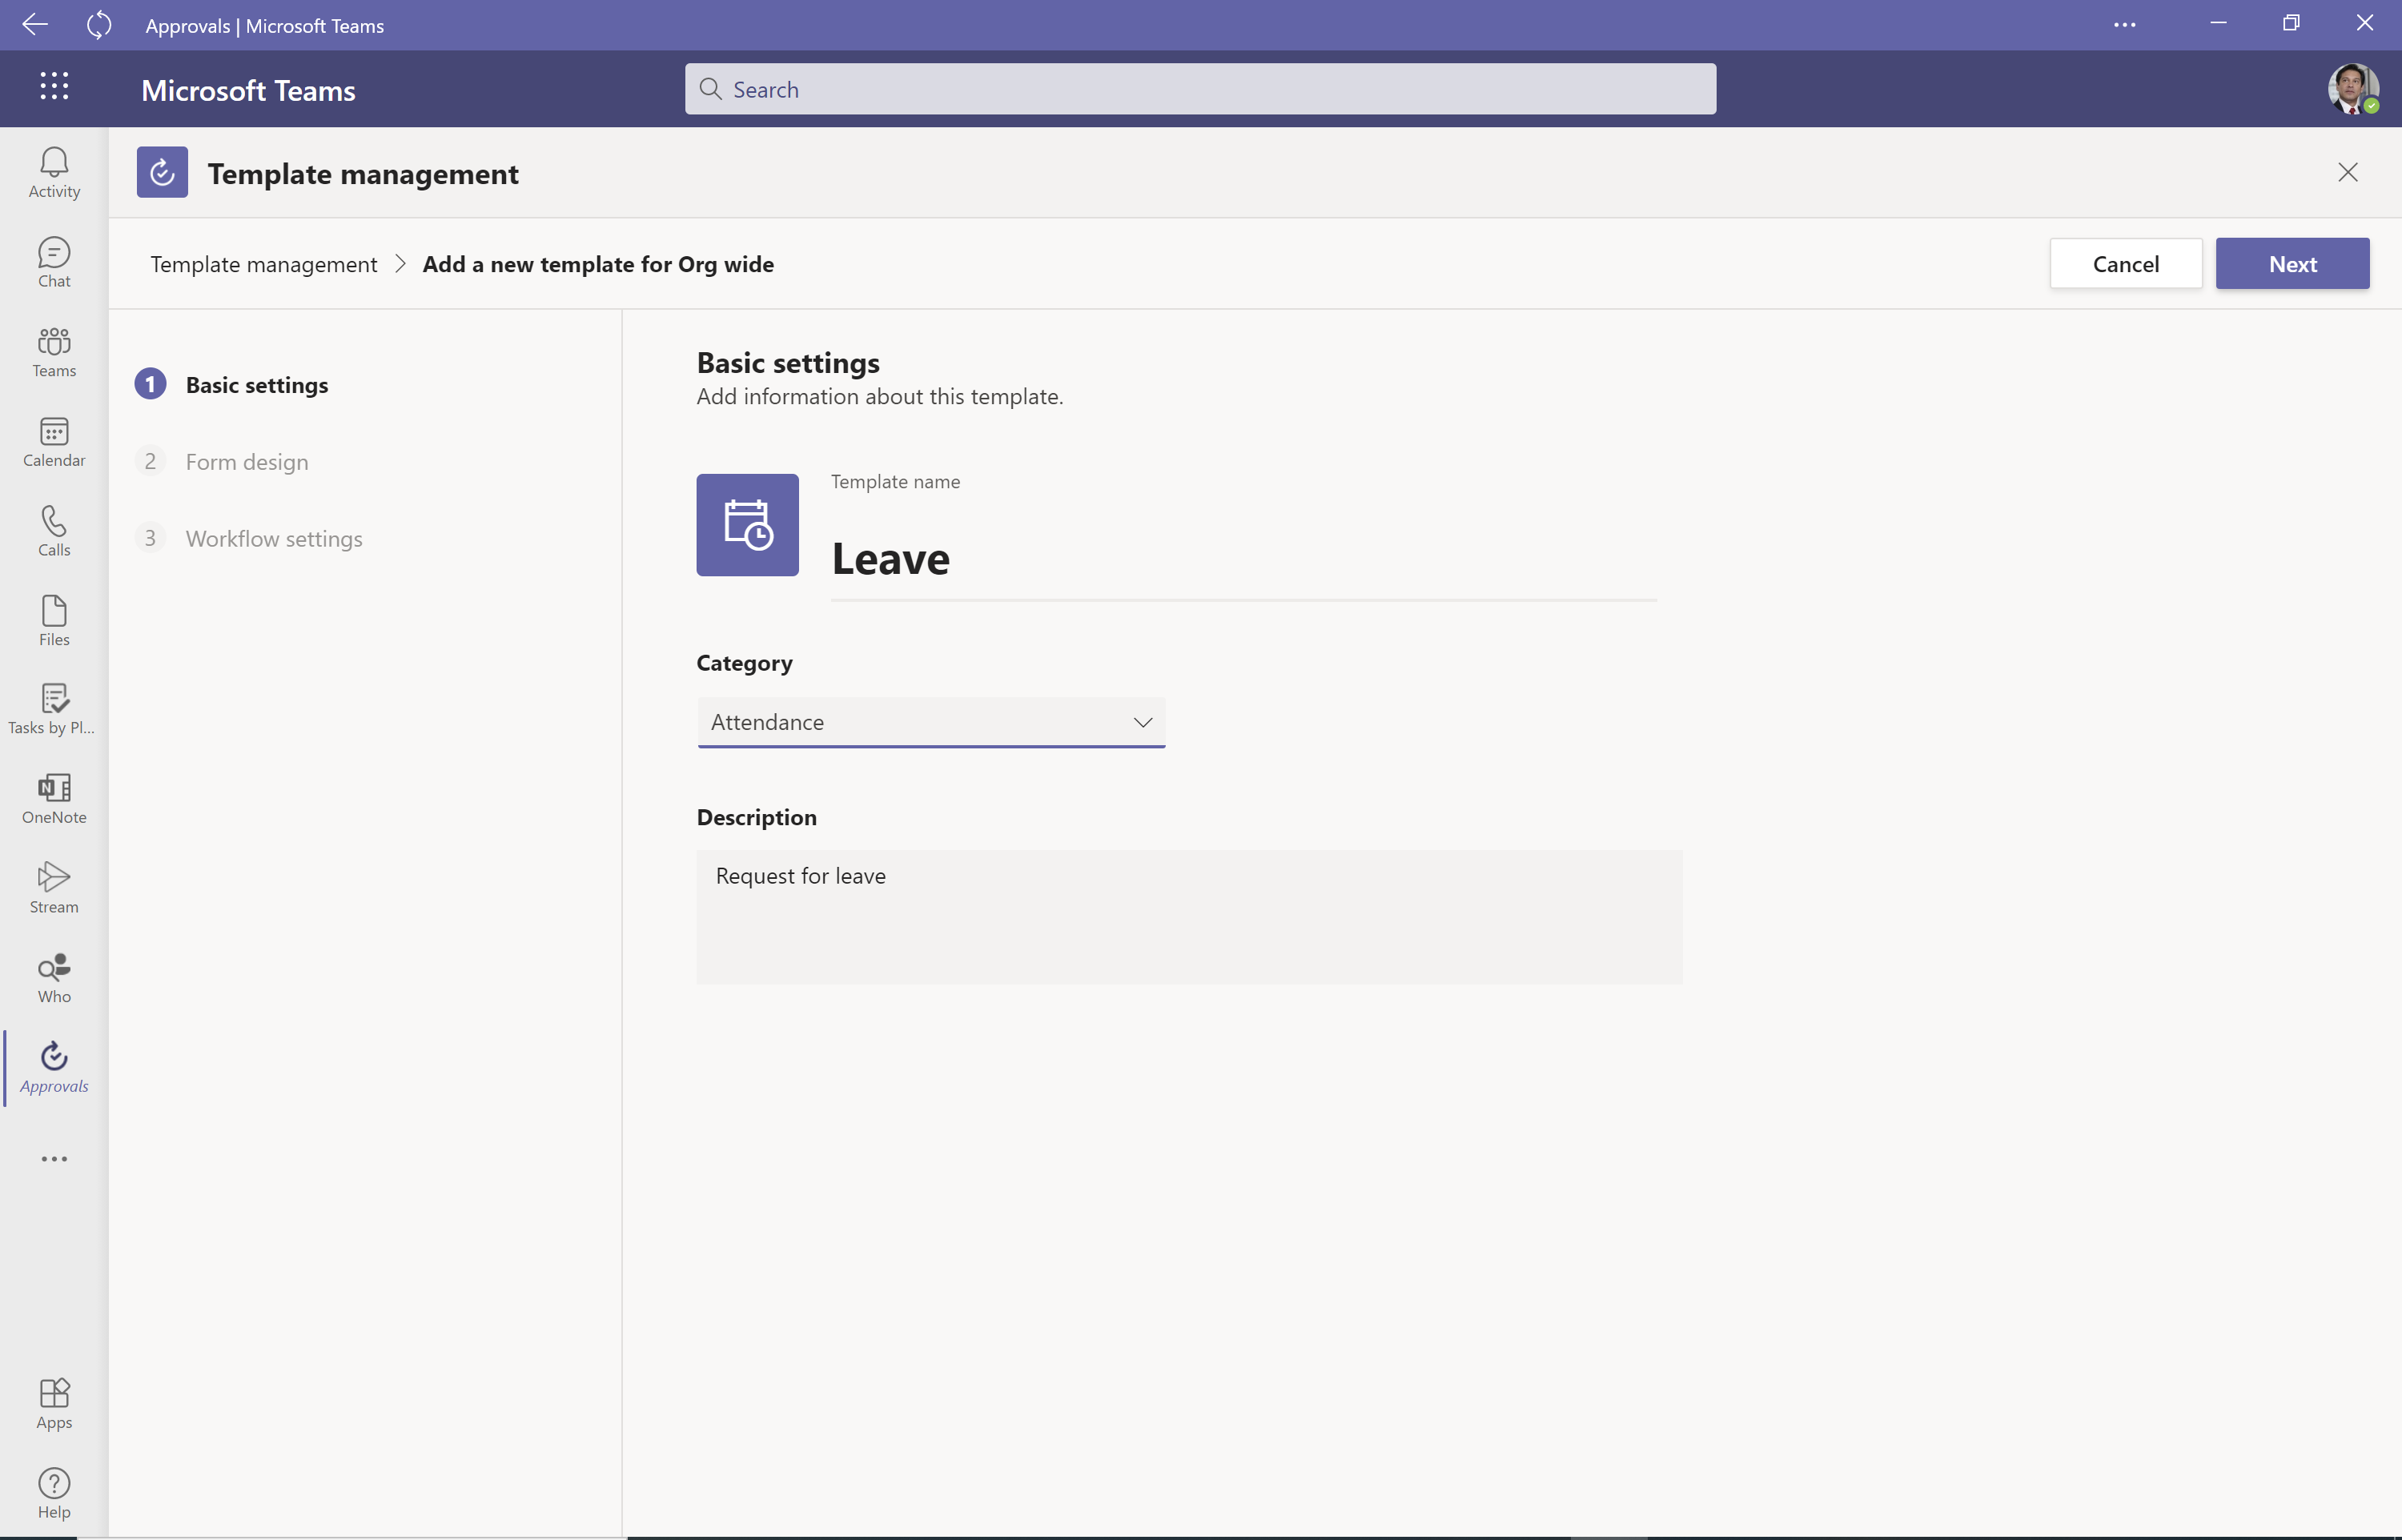 Approvals | Microsoft Teams
Microsoft Teams
Search
Activity
Chat
Teams
Calendar
Calls
Files
Tasks by Pl...
OneNote
Stream
Who
Approvals
Apps
Help
Template management
Template management > Add a new template for Org wide
Cancel
Next
1 Basic settings
2 Form design
3 Workflow settings
Basic settings
Add information about this template.
Template name
Leave
Category
Attendance
Description
Request for leave